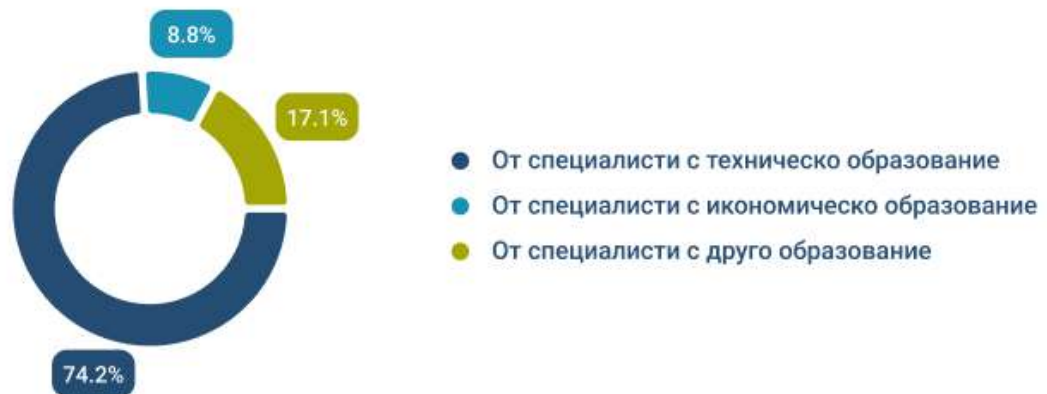 8.8%
17.1%
От специалисти с техническо образование
От специалисти с икономическо образование
От специалисти с друго образование
74.2%